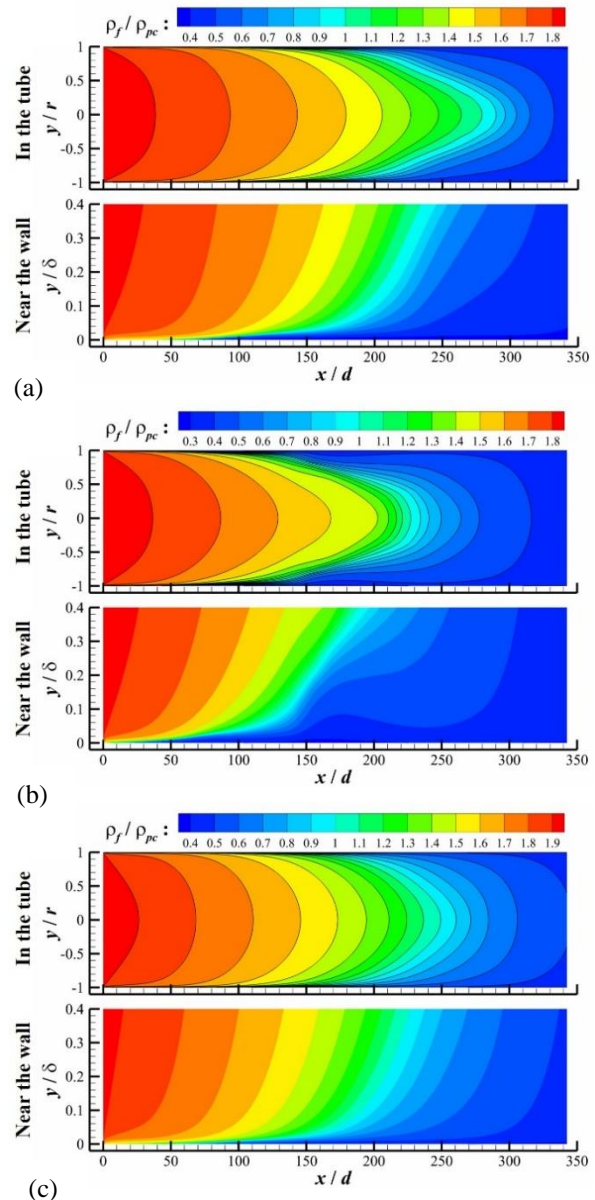 ρf / ρpc :
0.4 0.5 0.6 0.7 0.8 0.9 1 1.1 1.2 1.3 1.4 1.5 1.6 1.7 1.8
In the tube
y / r
1
0.5
0
-0.5
-1
Near the wall
y / δ
0.4
0.3
0.2
0.1
0
0 50 100 150 200 250 300 350
x / d
(a)
ρf / ρpc :
0.3 0.4 0.5 0.6 0.7 0.8 0.9 1 1.1 1.2 1.3 1.4 1.5 1.6 1.7 1.8
In the tube
y / r
1
0.5
0
-0.5
-1
Near the wall
y / δ
0.4
0.3
0.2
0.1
0
0 50 100 150 200 250 300 350
x / d
(b)
ρf / ρpc :
0.4 0.5 0.6 0.7 0.8 0.9 1 1.1 1.2 1.3 1.4 1.5 1.6 1.7 1.8 1.9
In the tube
y / r
1
0.5
0
-0.5
-1
Near the wall
y / δ
0.4
0.3
0.2
0.1
0
0 50 100 150 200 250 300 350
x / d
(c)